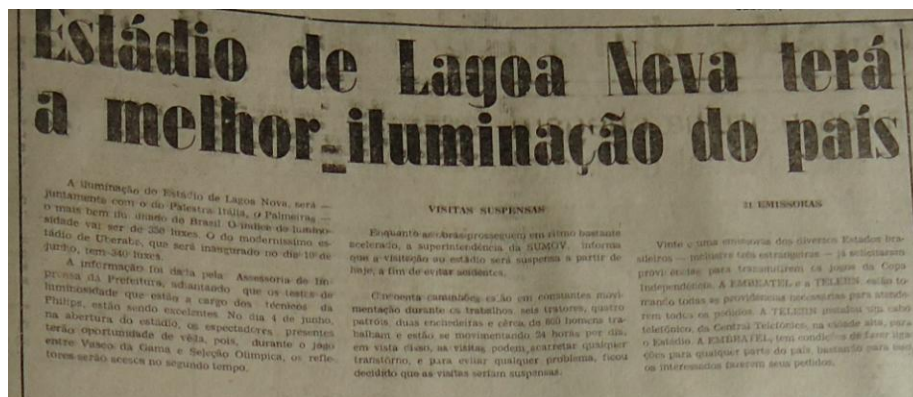 Estádio de Lagoa Nova terá
a melhor iluminação do país
A iluminação do Estádio de Lagoa Nova, será —
juntamente com o do Palestra Itália, o Palmeiras —
o mais bem iluminado do Brasil O índice de lumino-
sidade vai ser de 350 luxes. O do modernissimo es-
tádio de Uberaba, que será inaugurado no dia 10 de
junho, tem 340 luxes.
A informação foi dada pela Assessoria de Im-
prensa da Prefeitura, adiantando que os testes de
luminosidade que estão a cargo dos técnicos da
Philips, estão sendo excelentes. No dia 4 de junho,
na abertura do estádio, os espectadores presentes
terão oportunidade de vê-la, pois, durante o jogo
entre Vasco da Gama e Seleção Olímpica, os refle-
tores serão acesos no segundo tempo.
VISITAS SUSPENSAS
Enquanto as obras prosseguem em ritmo bastante
acelerado, a superintendência da SUMOV, informa
que a visitação ao estádio será suspensa a partir de
hoje, a fim de evitar acidentes.
Cincoenta caminhões estão em constantes movi-
mentação durante os trabalhos, seis tratores, quatro
patróis, duas enchedeiras e cêrca de 800 homens tra-
balham e estão se movimentando 24 horas por dia,
em vista disso, as visitas podem acarretar qualquer
transtôrno, e para evitar qualquer problema, ficou
decidido que as visitas seriam suspensas.
21 EMISSORAS
Vinte e uma emissoras dos diversos Estados bra-
sileiros — inclusive três estrangeiras — já solicitaram
providências para transmitirem os jogos da Copa
Independência. A EMBRATEL e a TELERN estão to-
mando todas as providências necessárias para atende-
rem todos os pedidos. A TELERN puxou um cabo
telefônico, da Central Telefônica, na cidade alta, para
o Estádio. A EMBRATEL, tem condições de fazer liga-
ções para qualquer parte do país, bastando para isso
os interessados fazerem seus pedidos.